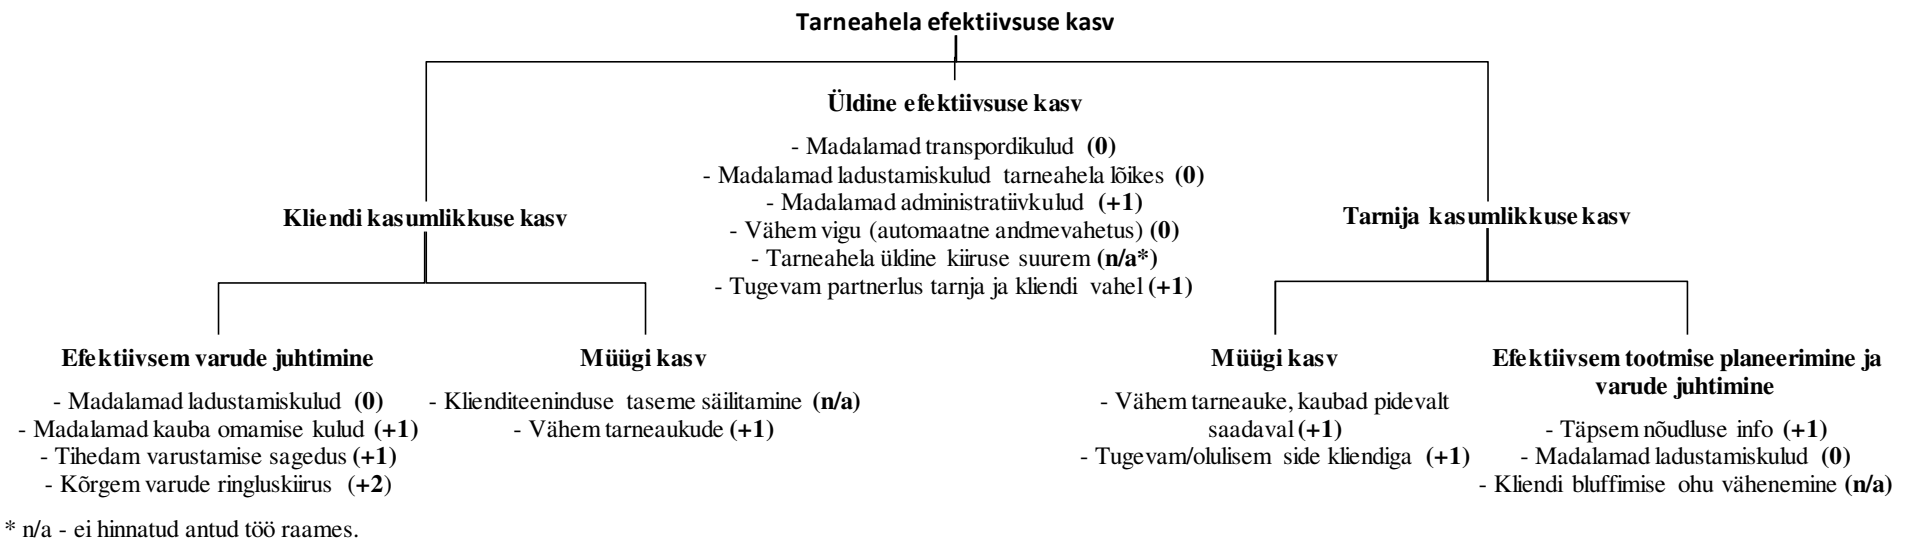 Tarneahela efektiivsuse kasv
Üldine efektiivsuse kasv
- Madalamad transpordikulud (0)
- Madalamad ladustamiskulud tarneahela lõikes (0)
- Madalamad administratiivkulud (+1)
- Vähem vigu (automaatne andmevahetus) (0)
- Tarneahela üldine kiiruse suurem (n/a*)
- Tugevam partnerlus tarnja ja kliendi vahel (+1)
Kliendi kasumlikkuse kasv
Efektiivsem varude juhtimine
- Madalamad ladustamiskulud (0)
- Madalamad kauba omamise kulud (+1)
- Tihedam varustamise sagedus (+1)
- Kõrgem varude ringluskiirus (+2)
Müügi kasv
- Klienditeeninduse taseme säilitamine (n/a)
- Vähem tarneaukude (+1)
Tarnija kasumlikkuse kasv
Müügi kasv
- Vähem tarneauke, kaubad pidevalt
saadaval (+1)
- Tugevam/olulisem side kliendiga (+1)
Efektiivsem tootmise planeerimine ja
varude juhtimine
- Täpsem nõudluse info (+1)
- Madalamad ladustamiskulud (0)
- Kliendi bluffimise ohu vähenemine (n/a)
* n/a - ei hinnatud antud töö raames.